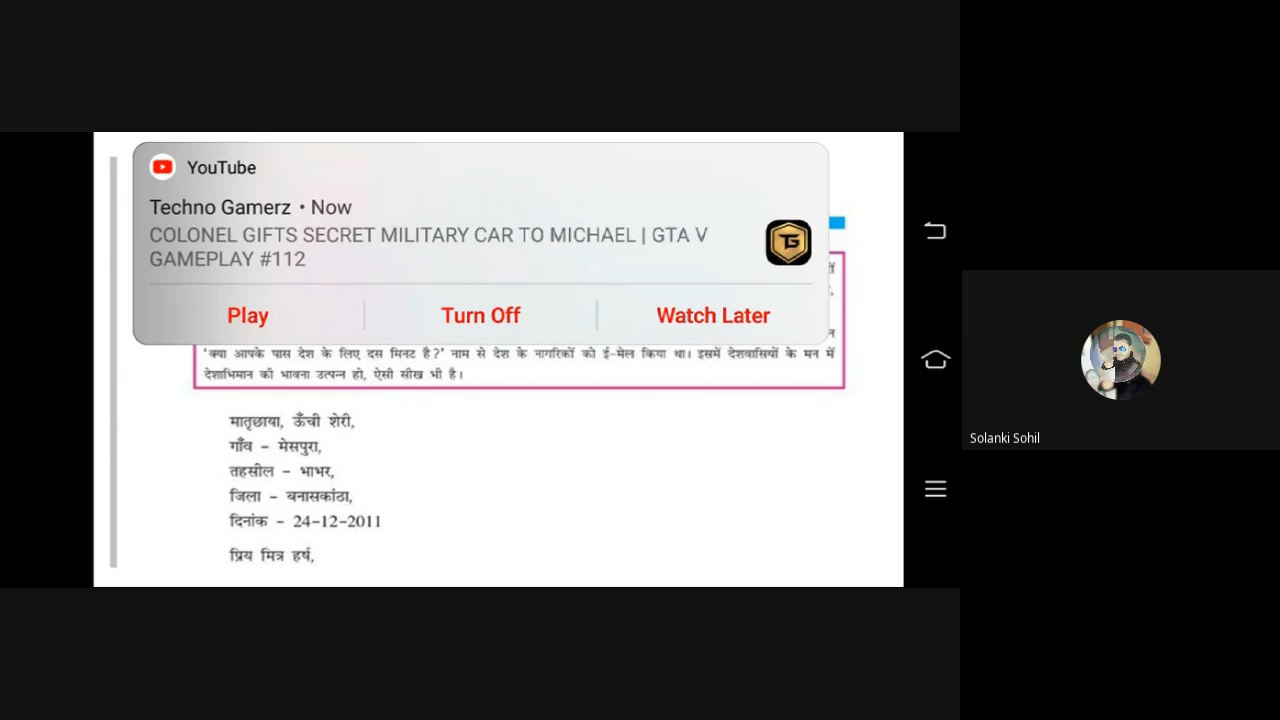 YouTube
Techno Gamerz • Now
COLONEL GIFTS SECRET MILITARY CAR TO MICHAEL | GTA V
GAMEPLAY #112
Play Turn Off Watch Later
'क्या आपके पास देश के लिए दस मिनट है?' नाम से देश के नागरिकों को ई-मेल किया था। इसमें देशवासियों के मन में
देशाभिमान की भावना उत्पन्न हो, ऐसी सीख भी है।
मातृछाया, ऊँची शेरी,
गाँव - मेसपुरा,
तहसील - भाभर,
जिला - बनासकांठा,
दिनांक - 24-12-2011
प्रिय मित्र हर्ष,
Solanki Sohil